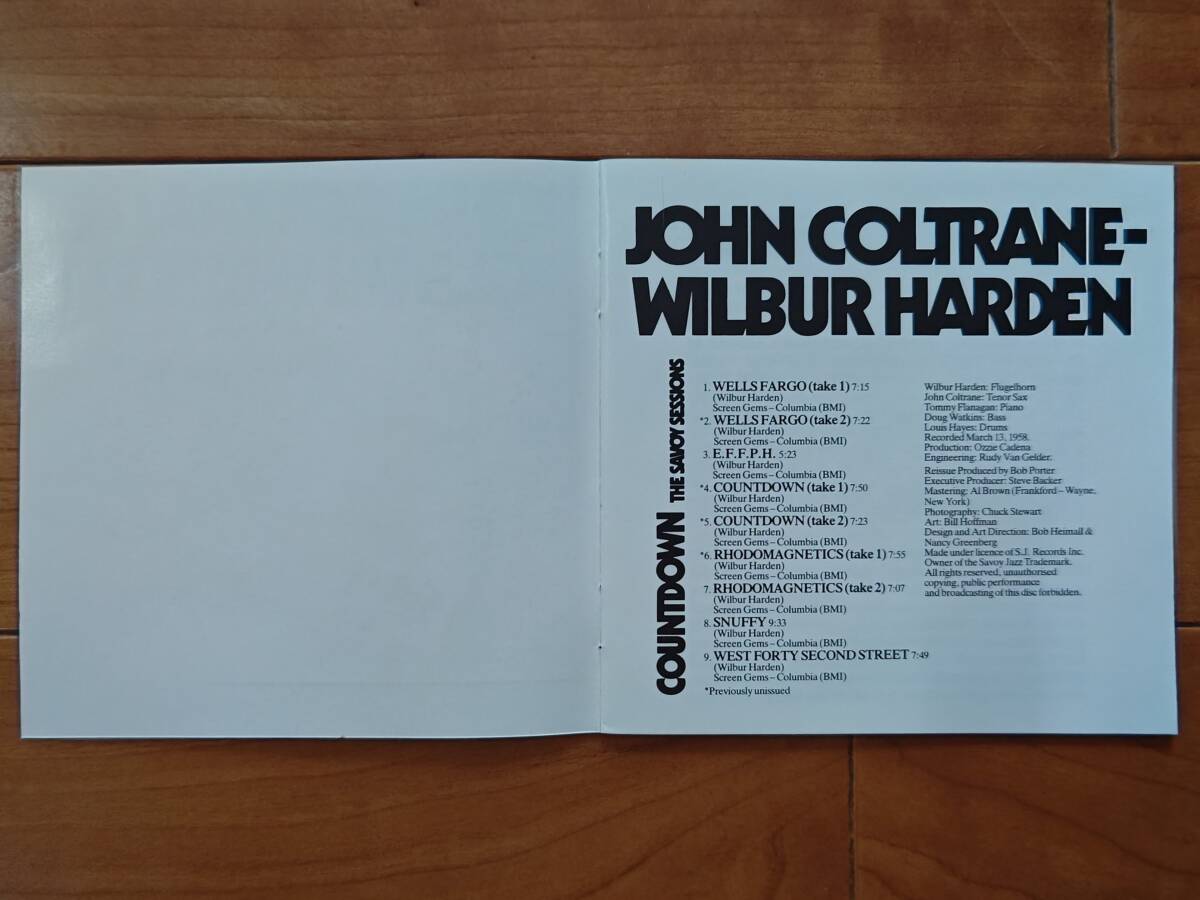 JOHN COLTRANE-
WILBUR HARDEN
COUNTDOWN THE SAVOY SESSIONS
1. WELLS FARGO (take 1) 7:15
(Wilbur Harden)
Screen Gems – Columbia (BMI)
*2. WELLS FARGO (take 2) 7:22
(Wilbur Harden)
Screen Gems – Columbia (BMI)
3. E.F.F.P.H. 5:23
(Wilbur Harden)
Screen Gems – Columbia (BMI)
*4. COUNTDOWN (take 1) 7:50
(Wilbur Harden)
Screen Gems – Columbia (BMI)
*5. COUNTDOWN (take 2) 7:23
(Wilbur Harden)
Screen Gems – Columbia (BMI)
*6. RHODOMAGNETICS (take 1) 7:55
(Wilbur Harden)
Screen Gems – Columbia (BMI)
7. RHODOMAGNETICS (take 2) 7:07
(Wilbur Harden)
Screen Gems – Columbia (BMI)
8. SNUFFY 9:33
(Wilbur Harden)
Screen Gems – Columbia (BMI)
9. WEST FORTY SECOND STREET 7:49
(Wilbur Harden)
Screen Gems – Columbia (BMI)
*Previously unissued
Wilbur Harden: Flugelhorn
John Coltrane: Tenor Sax
Tommy Flanagan: Piano
Doug Watkins: Bass
Louis Hayes: Drums
Recorded March 13, 1958.
Production: Ozzie Cadena
Engineering: Rudy Van Gelder.
Reissue Produced by Bob Porter
Executive Producer: Steve Backer
Mastering: Al Brown (Frankford – Wayne,
New York)
Photography: Chuck Stewart
Art: Bill Hoffman
Design and Art Direction: Bob Heimall &
Nancy Greenberg
Made under licence of S.J. Records Inc.
Owner of the Savoy Jazz Trademark.
All rights reserved, unauthorised
copying, public performance
and broadcasting of this disc forbidden.